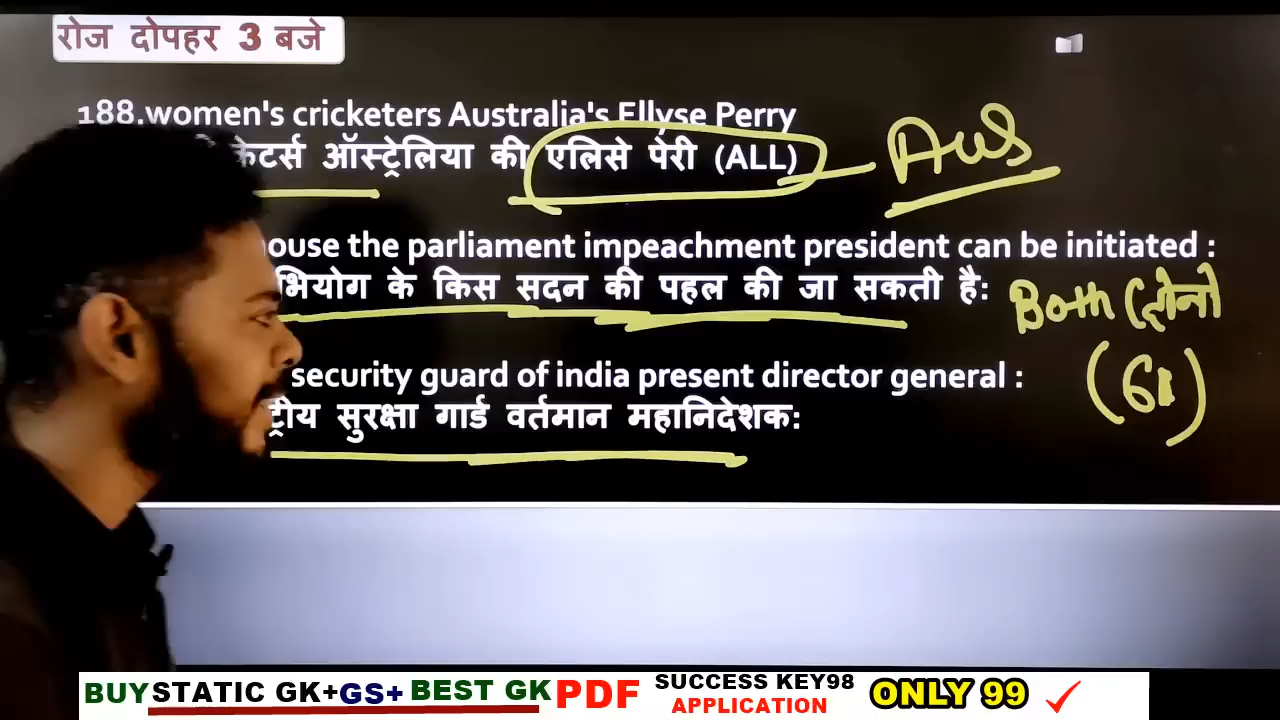 रोज दोपहर 3 बजे
188.women's cricketers Australia's Ellyse Perry
केटर्स ऑस्ट्रेलिया की एलिसे पेरी (ALL)
Aus
house the parliament impeachment president can be initiated :
भियोग के किस सदन की पहल की जा सकती है:
Both (दोनो
security guard of india present director general :
(61)
ट्रीय सुरक्षा गार्ड वर्तमान महानिदेशक:
BUY STATIC GK+GS+ BEST GK PDF SUCCESS KEY98 APPLICATION ONLY 99